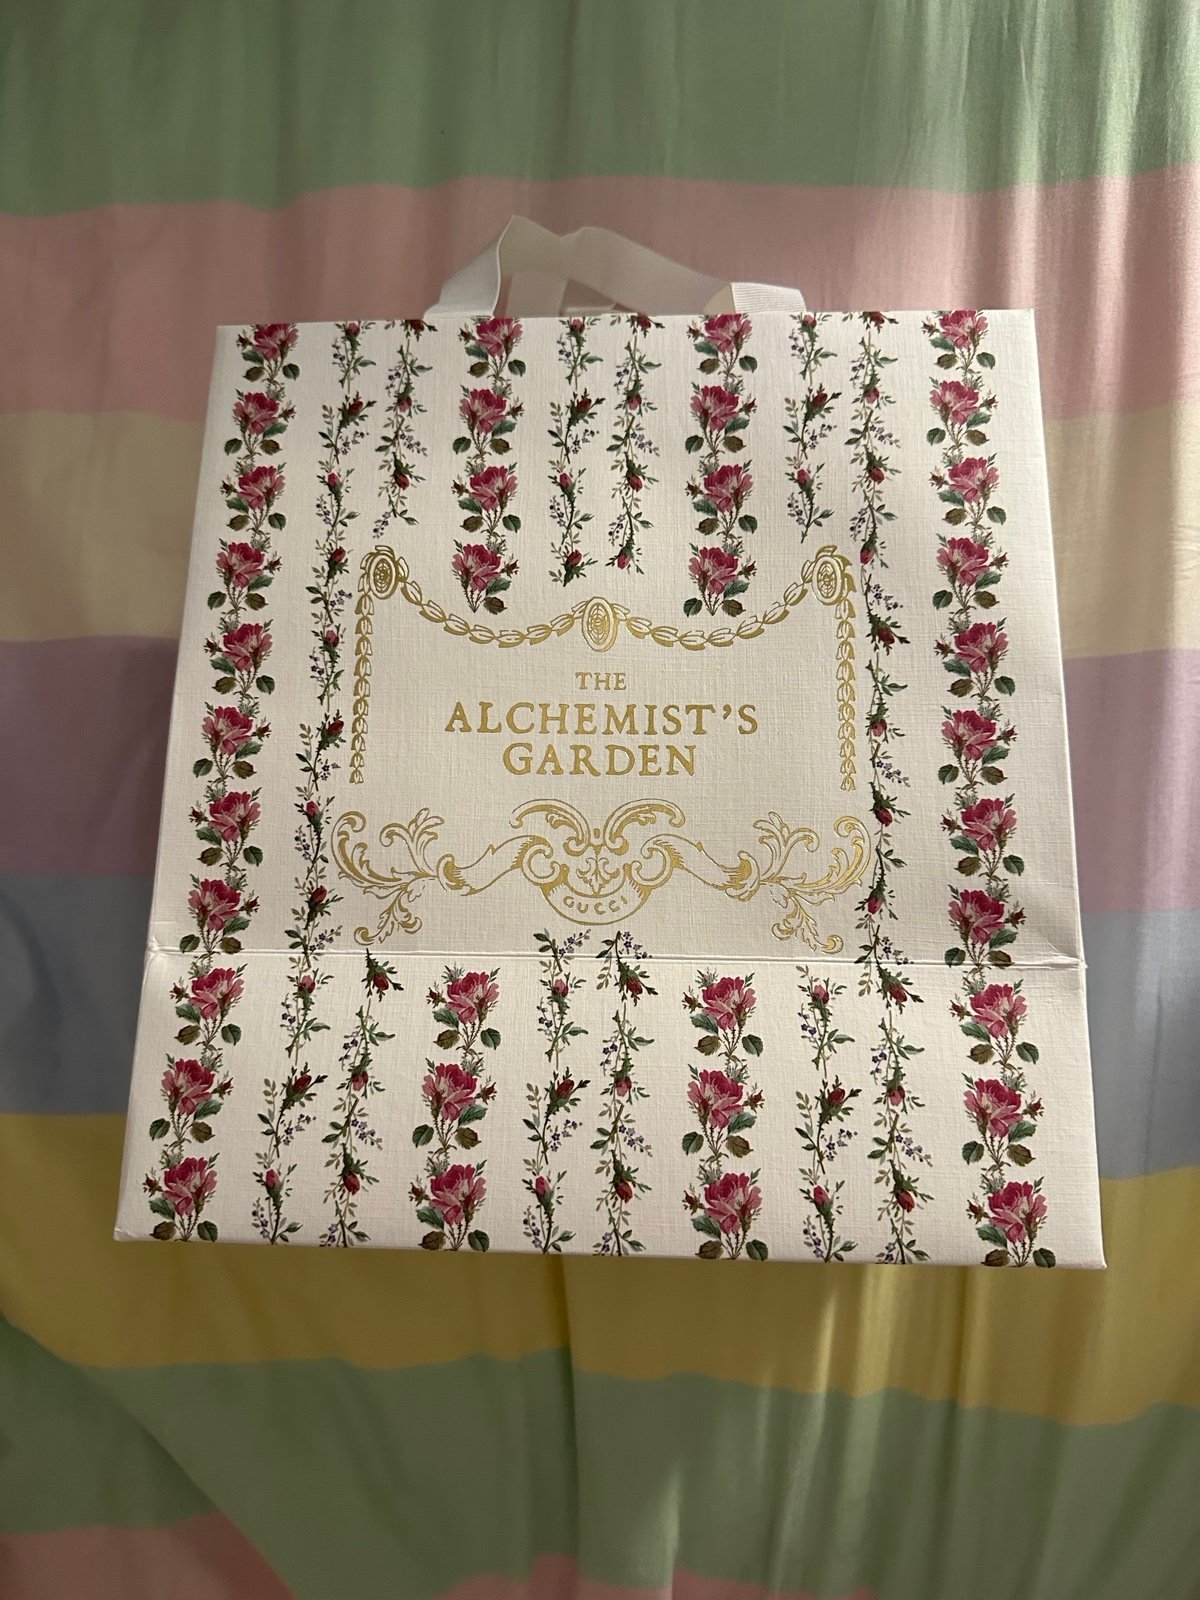 THE
ALCHEMIST'S
GARDEN
GUCCI